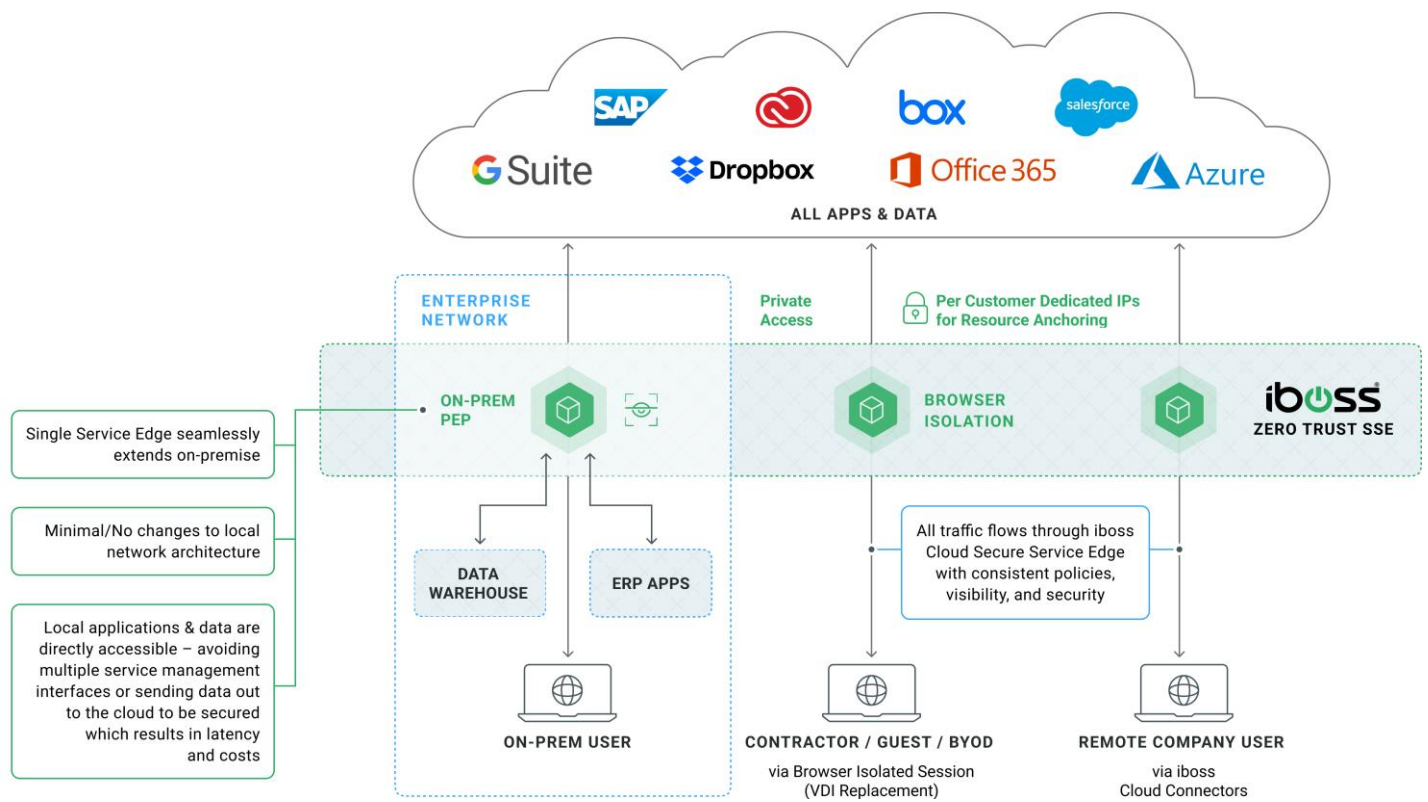 SAP
box
salesforce
G Suite
Dropbox
Office 365
Azure
ALL APPS & DATA
ENTERPRISE
NETWORK
Private
Access
Per Customer Dedicated IPs
for Resource Anchoring
ON-PREM
PEP
BROWSER
ISOLATION
iboss®
ZERO TRUST SSE
Single Service Edge seamlessly
extends on-premise
Minimal/No changes to local
network architecture
Local applications & data are
directly accessible – avoiding
multiple service management
interfaces or sending data out
to the cloud to be secured
which results in latency
and costs
DATA
WAREHOUSE
ERP APPS
All traffic flows through iboss
Cloud Secure Service Edge
with consistent policies,
visibility, and security
ON-PREM USER
CONTRACTOR / GUEST / BYOD
via Browser Isolated Session
(VDI Replacement)
REMOTE COMPANY USER
via iboss
Cloud Connectors